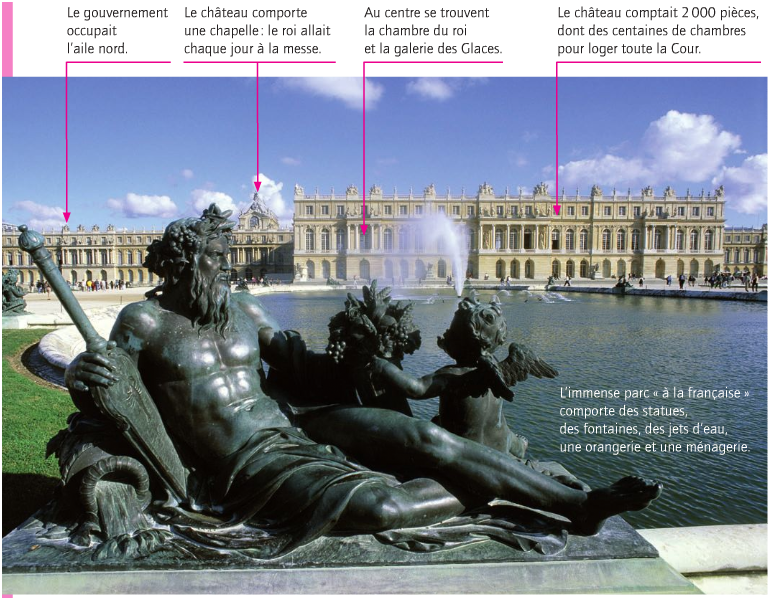 Le gouvernement
occupait
l’aile nord.
Le château comporte
une chapelle : le roi allait
chaque jour à la messe.
Au centre se trouvent
la chambre du roi
et la galerie des Glaces.
Le château comptait 2 000 pièces,
dont des centaines de chambres
pour loger toute la Cour.
L’immense parc « à la française »
comporte des statues,
des fontaines, des jets d’eau,
une orangerie et une ménagerie.